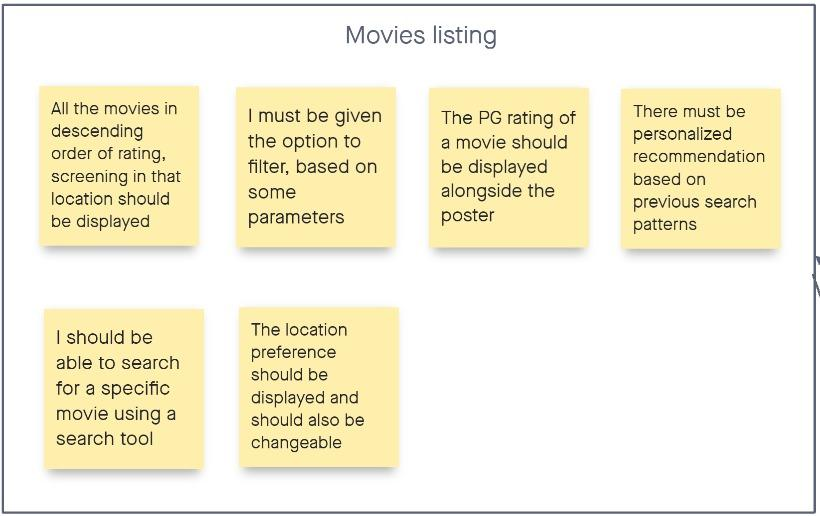 Movies listing
All the movies in
descending
order of rating,
screening in that
location should
be displayed
I must be given
the option to
filter, based on
some
parameters
The PG rating of
a movie should
be displayed
alongside the
poster
There must be
personalized
recommendation
based on
previous search
patterns
I should be
able to search
for a specific
movie using a
search tool
The location
preference
should be
displayed and
should also be
changeable